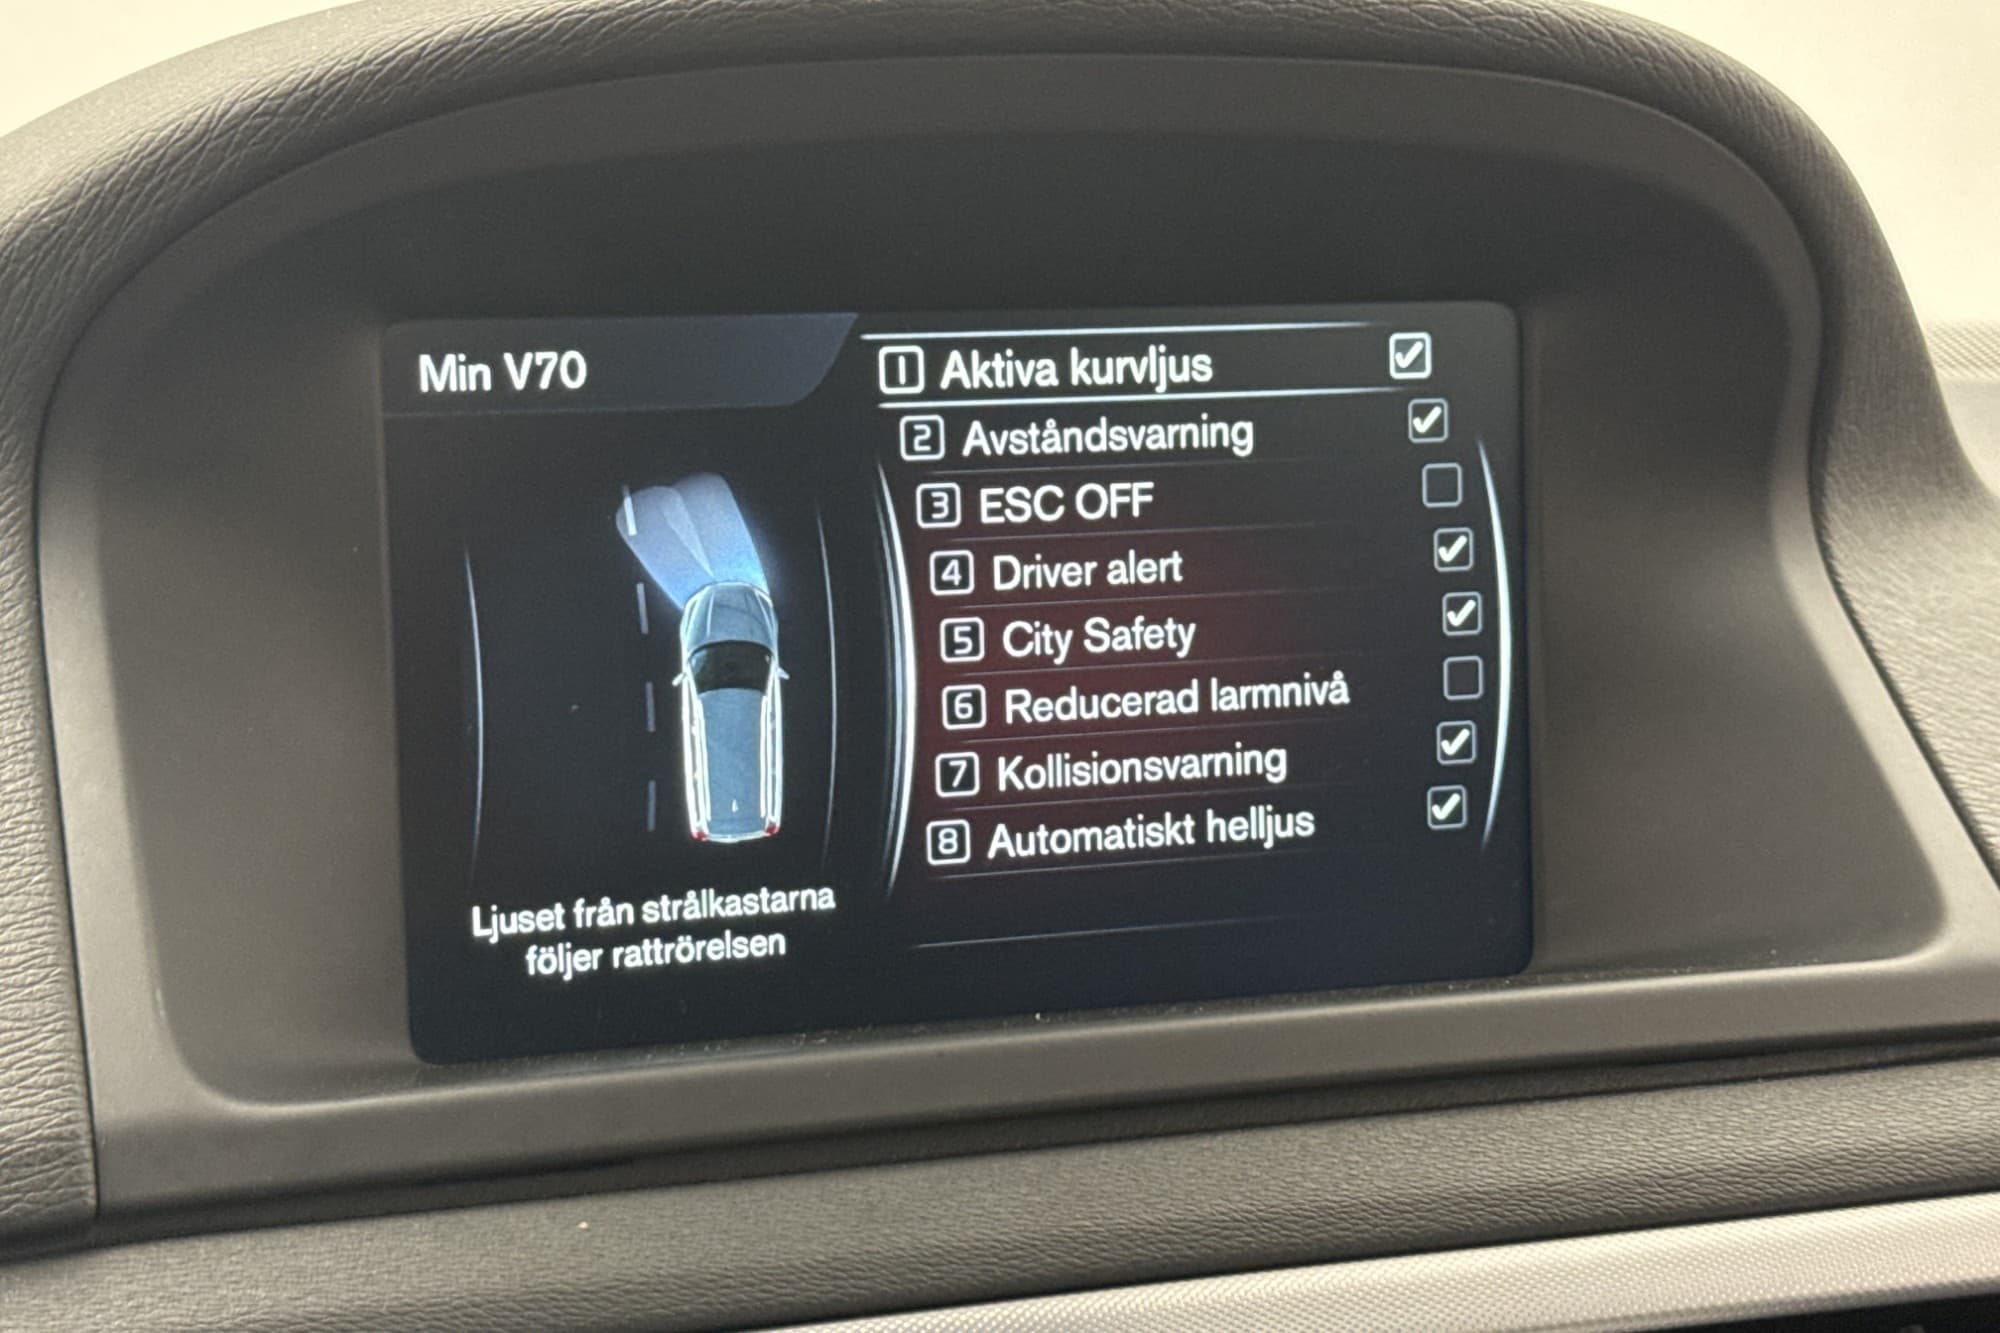 Min V70
1 Aktiva kurvljus
2 Avståndsvarning
3 ESC OFF
4 Driver alert
5 City Safety
6 Reducerad larmnivå
7 Kollisionsvarning
8 Automatiskt helljus
Ljuset från strålkastarna
följer rattrörelsen